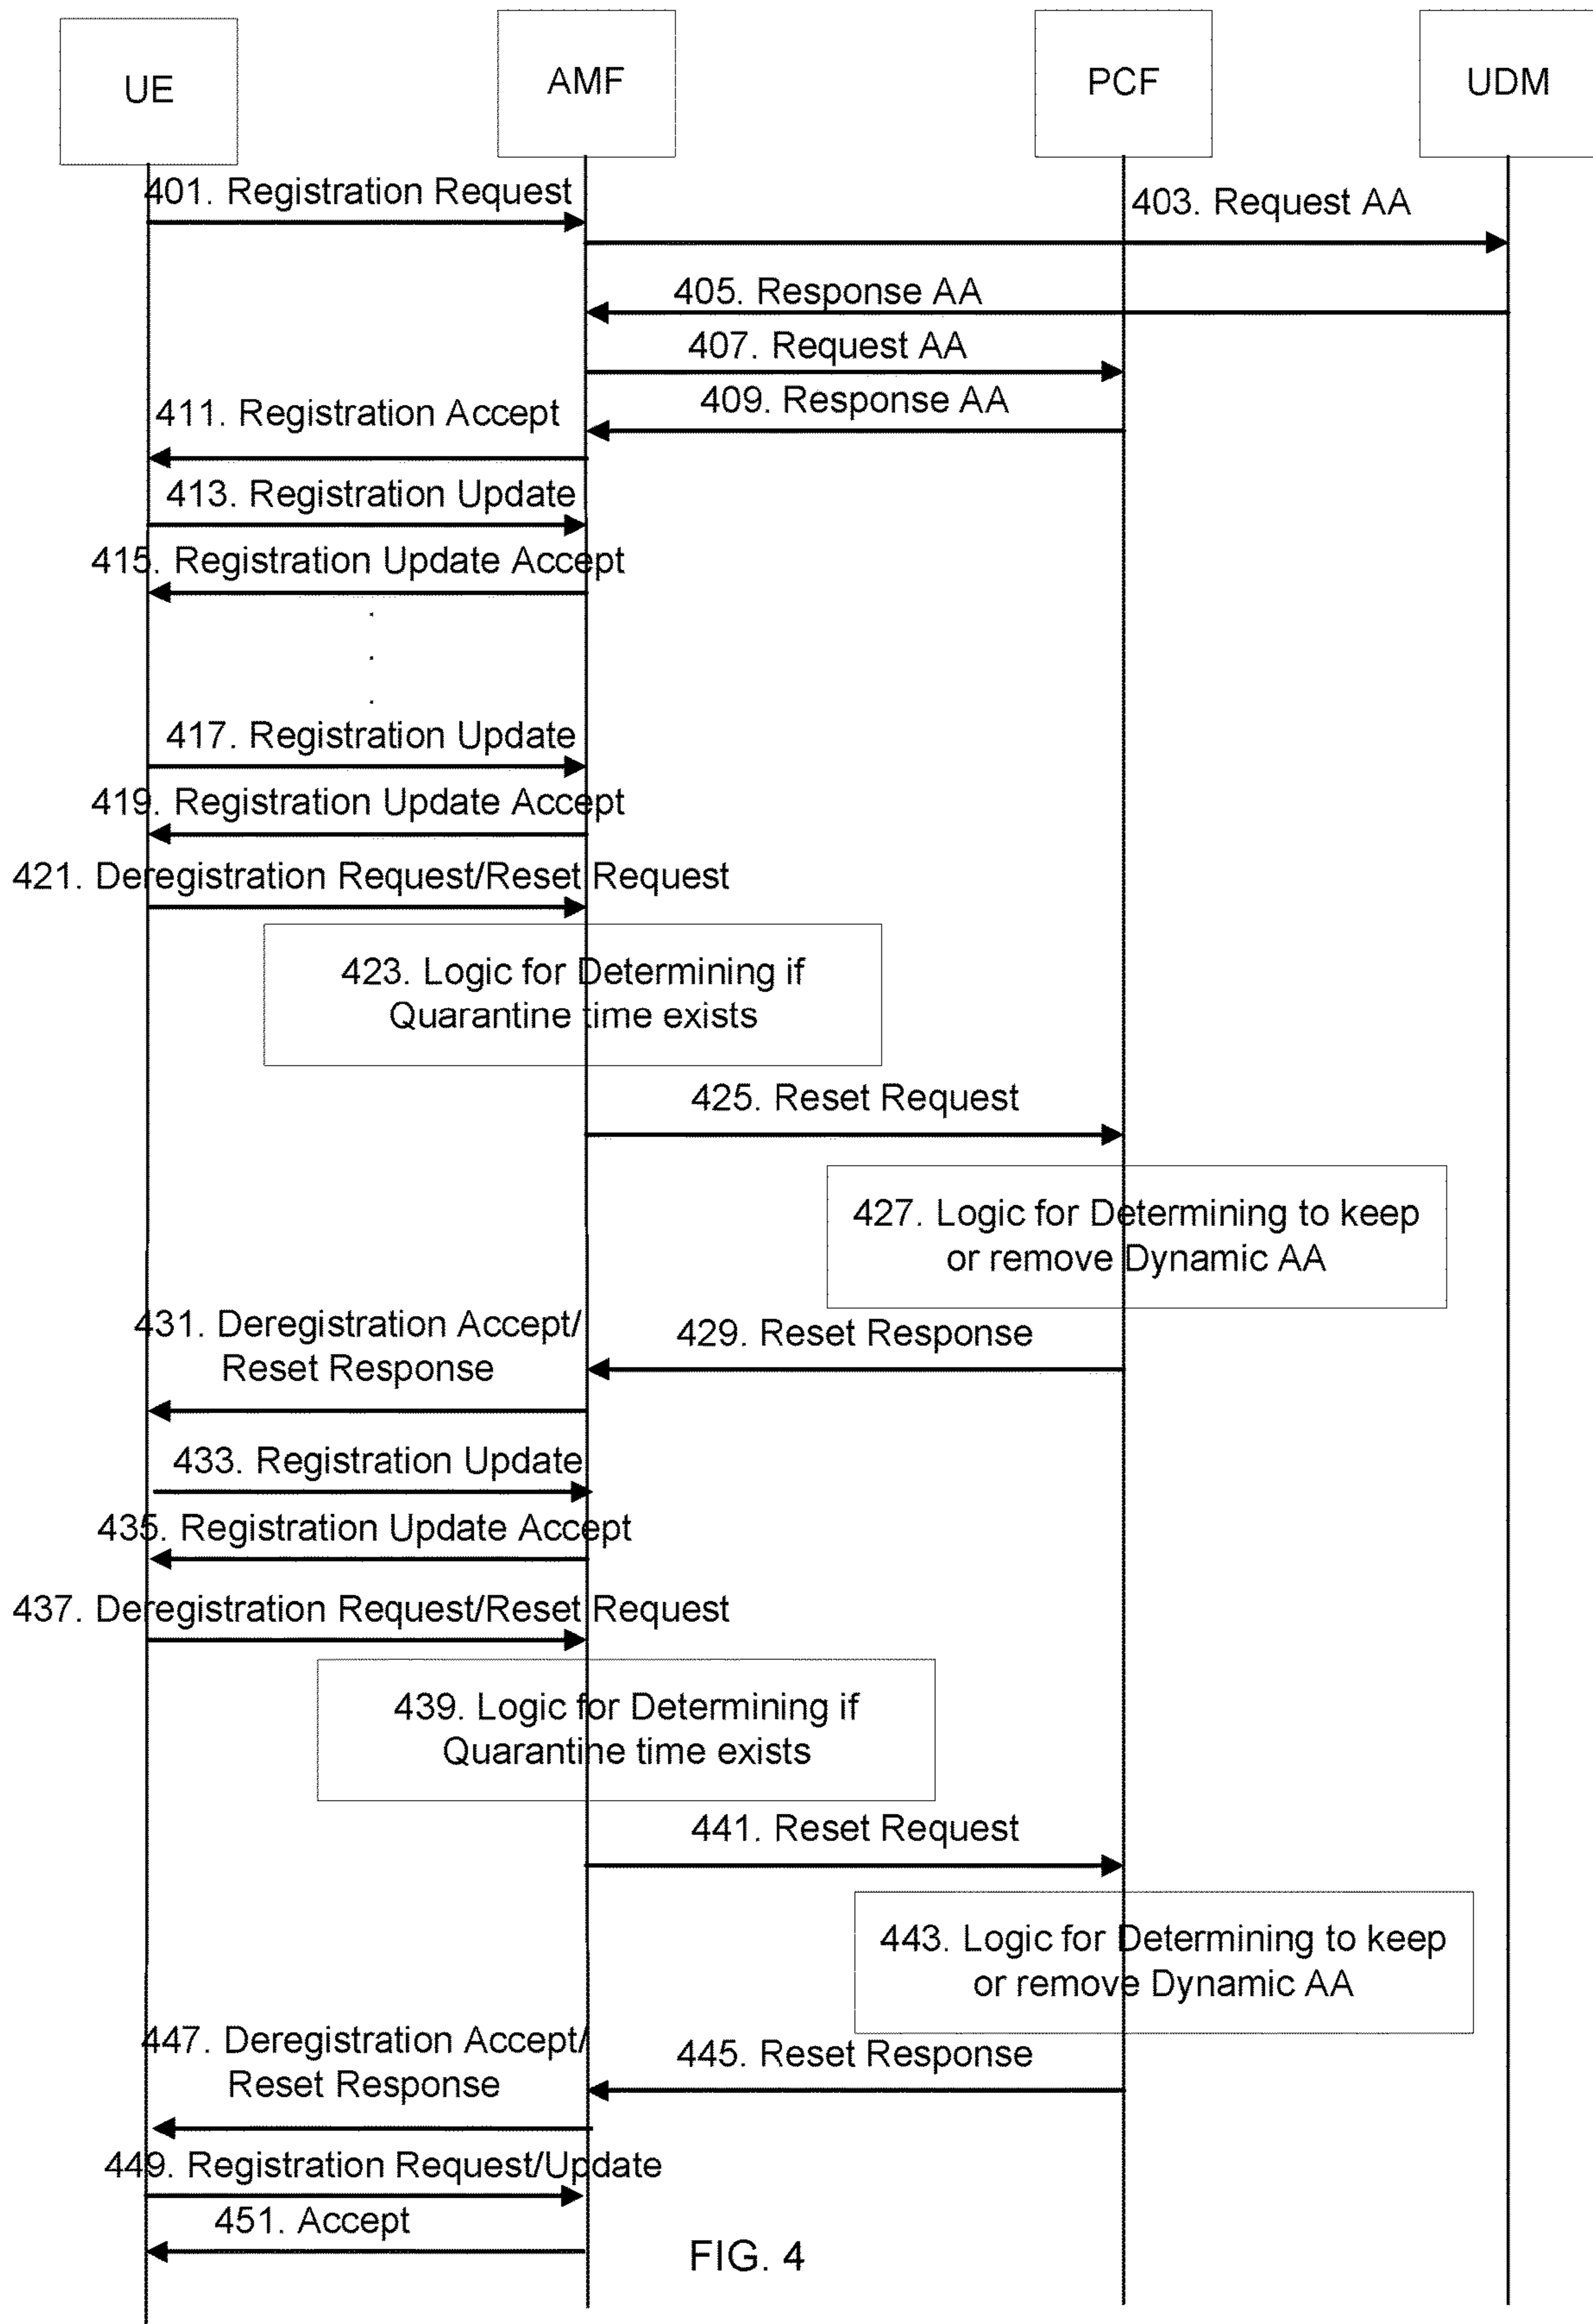 UE
AMF
PCF
UDM
401. Registration Request
403. Request AA
405. Response AA
407. Request AA
409. Response AA
411. Registration Accept
413. Registration Update
415. Registration Update Accept
417. Registration Update
419. Registration Update Accept
421. Deregistration Request/Reset Request
423. Logic for Determining if
Quarantine time exists
425. Reset Request
427. Logic for Determining to keep
or remove Dynamic AA
429. Reset Response
431. Deregistration Accept/
Reset Response
433. Registration Update
435. Registration Update Accept
437. Deregistration Request/Reset Request
439. Logic for Determining if
Quarantine time exists
441. Reset Request
443. Logic for Determining to keep
or remove Dynamic AA
445. Reset Response
447. Deregistration Accept/
Reset Response
449. Registration Request/Update
451. Accept
FIG. 4